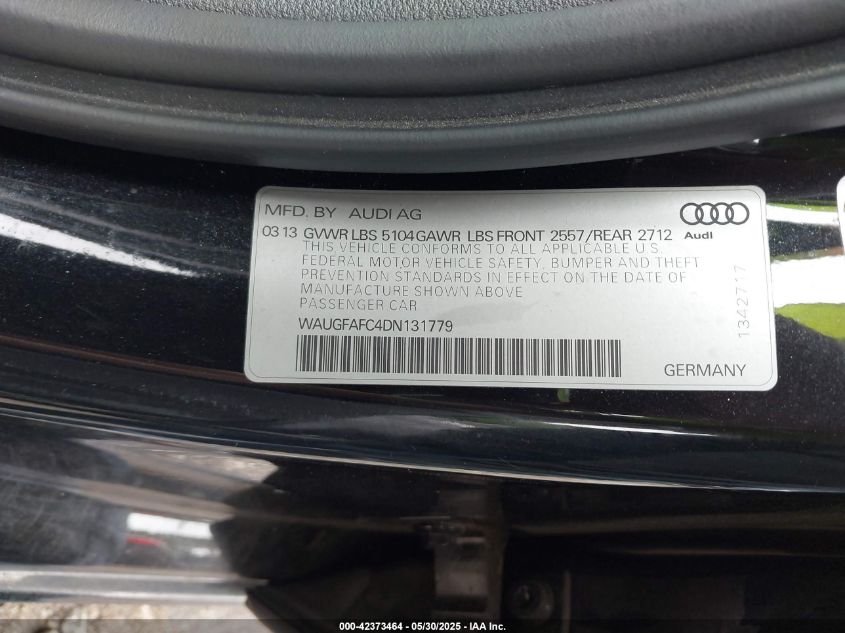 MFD. BY AUDI AG
03 13 GVWR LBS 5104 GAWR LBS FRONT 2557/REAR 2712
Audi
THIS VEHICLE CONFORMS TO ALL APPLICABLE U.S.
FEDERAL MOTOR VEHICLE SAFETY, BUMPER AND THEFT
PREVENTION STANDARDS IN EFFECT ON THE DATE OF
MANUFACTURE SHOWN ABOVE
PASSENGER CAR
1342717
WAUGFAFC4DN131779
GERMANY
000-42373464 - 05/30/2025 - IAA Inc.